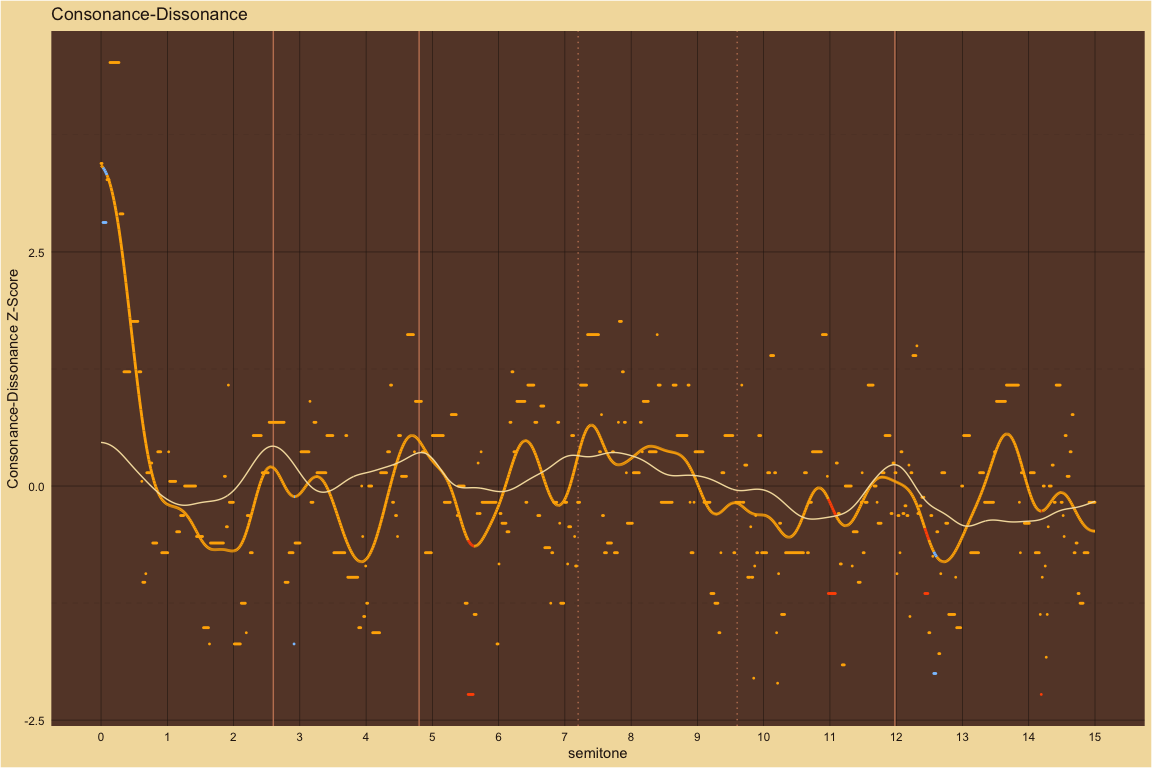 Consonance-Dissonance
Consonance-Dissonance Z-Score
2.5
0.0
-2.5
0 1 2 3 4 5 6 7 8 9 10 11 12 13 14 15
semitone